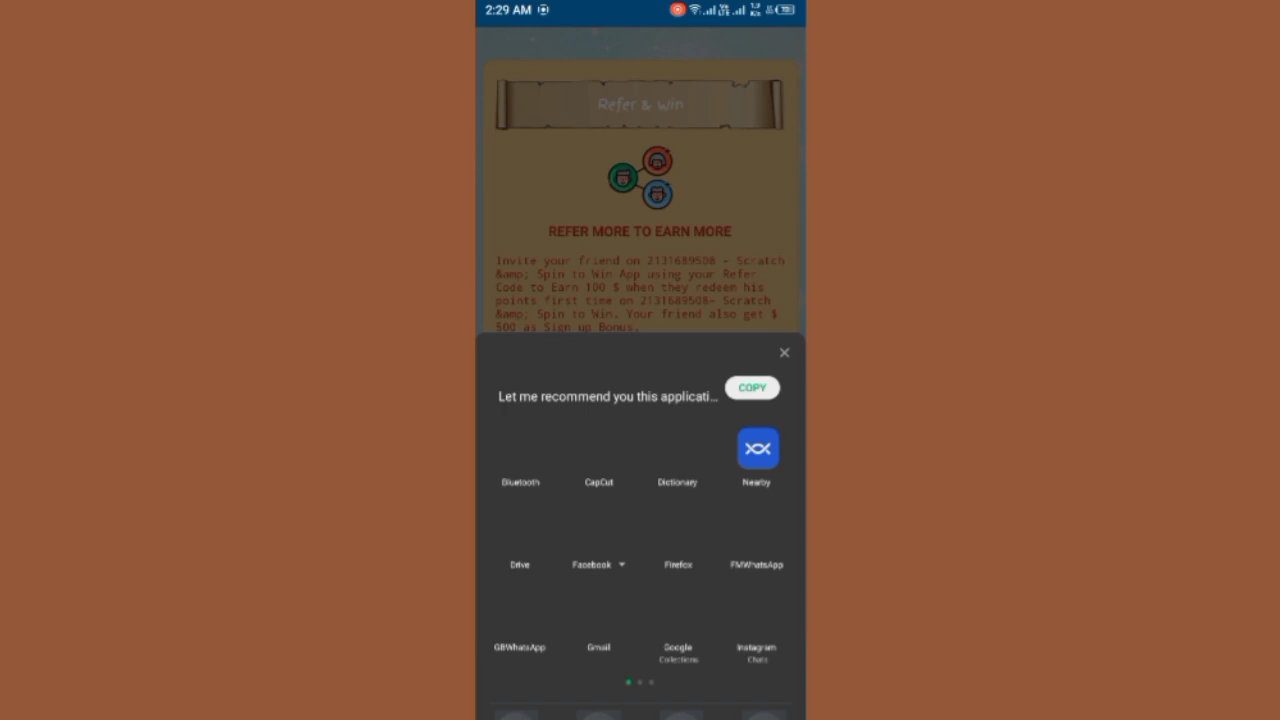 2:29 AM
Refer & Win
REFER MORE TO EARN MORE
Invite your friend on 2131689508 - Scratch
&amp; Spin to Win App using your Refer
Code to Earn 100 $ when they redeem his
points first time on 2131689508- Scratch
&amp; Spin to Win. Your friend also get $
500 as Sign up Bonus.
Let me recommend you this applicati...
COPY
Bluetooth CapCut Dictionary Nearby
Drive Facebook Firefox FMWhatsApp
GBWhatsApp Gmail Google Instagram
Collections Chats